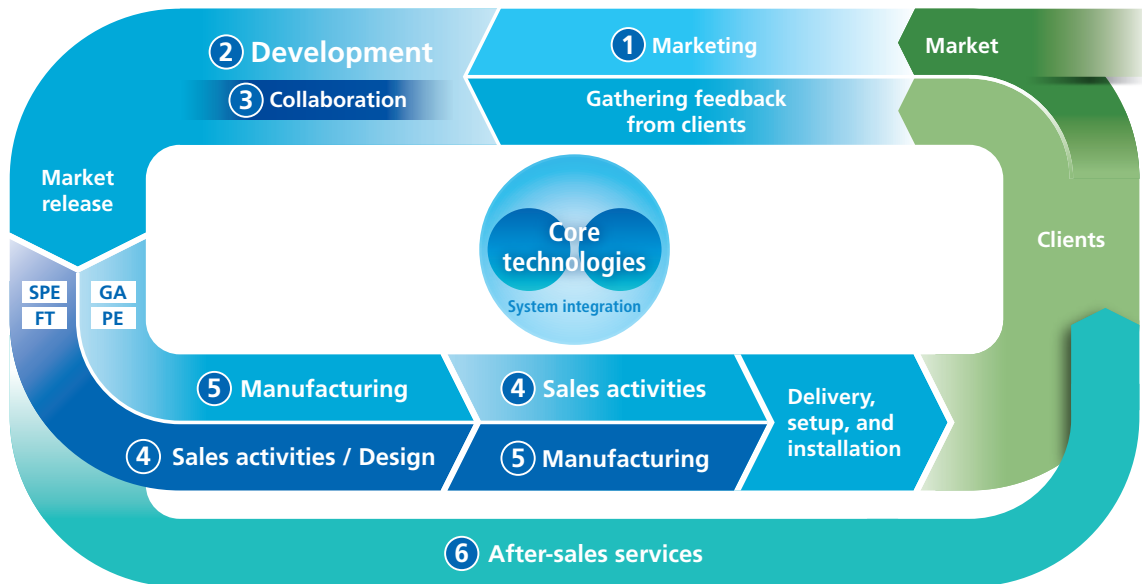 2 Development
1 Marketing
Market
3 Collaboration
Gathering feedback
from clients
Market
release
Core
technologies
System integration
Clients
SPE
GA
FT
PE
5 Manufacturing
4 Sales activities
Delivery,
setup, and
installation
4 Sales activities / Design
5 Manufacturing
6 After-sales services